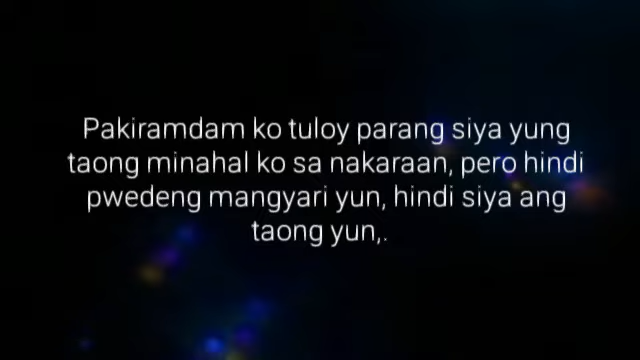 Pakiramdam ko tuloy parang siya yung
taong minahal ko sa nakaraan, pero hindi
pwedeng mangyari yun, hindi siya ang
taong yun,.